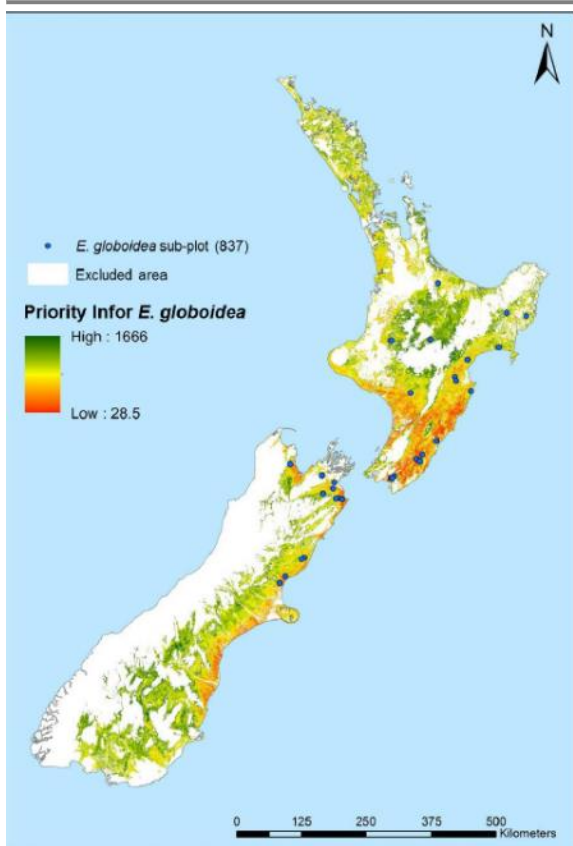 N
E. globoidea sub-plot (837)
Excluded area
Priority Infor E. globoidea
High : 1666
Low : 28.5
0 125 250 375 500
Kilometers